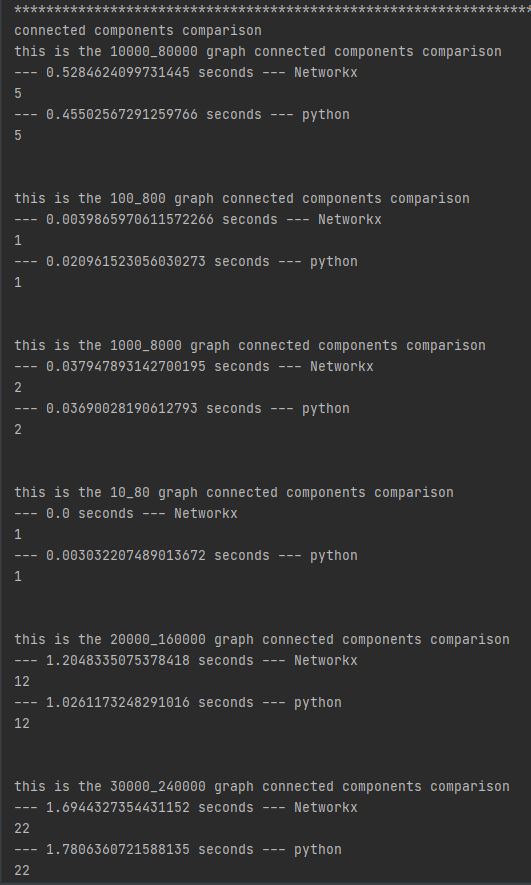 ******************************************************************
connected components comparison
this is the 10000_80000 graph connected components comparison
--- 0.5284624099731445 seconds --- Networkx
5
--- 0.45502567291259766 seconds --- python
5
this is the 100_800 graph connected components comparison
--- 0.0039865970611572266 seconds --- Networkx
1
--- 0.020961523056030273 seconds --- python
1
this is the 1000_8000 graph connected components comparison
--- 0.037947893142700195 seconds --- Networkx
2
--- 0.03690028190612793 seconds --- python
2
this is the 10_80 graph connected components comparison
--- 0.0 seconds --- Networkx
1
--- 0.003032207489013672 seconds --- python
1
this is the 20000_160000 graph connected components comparison
--- 1.2048335075378418 seconds --- Networkx
12
--- 1.0261173248291016 seconds --- python
12
this is the 30000_240000 graph connected components comparison
--- 1.6944327354431152 seconds --- Networkx
22
--- 1.7806360721588135 seconds --- python
22